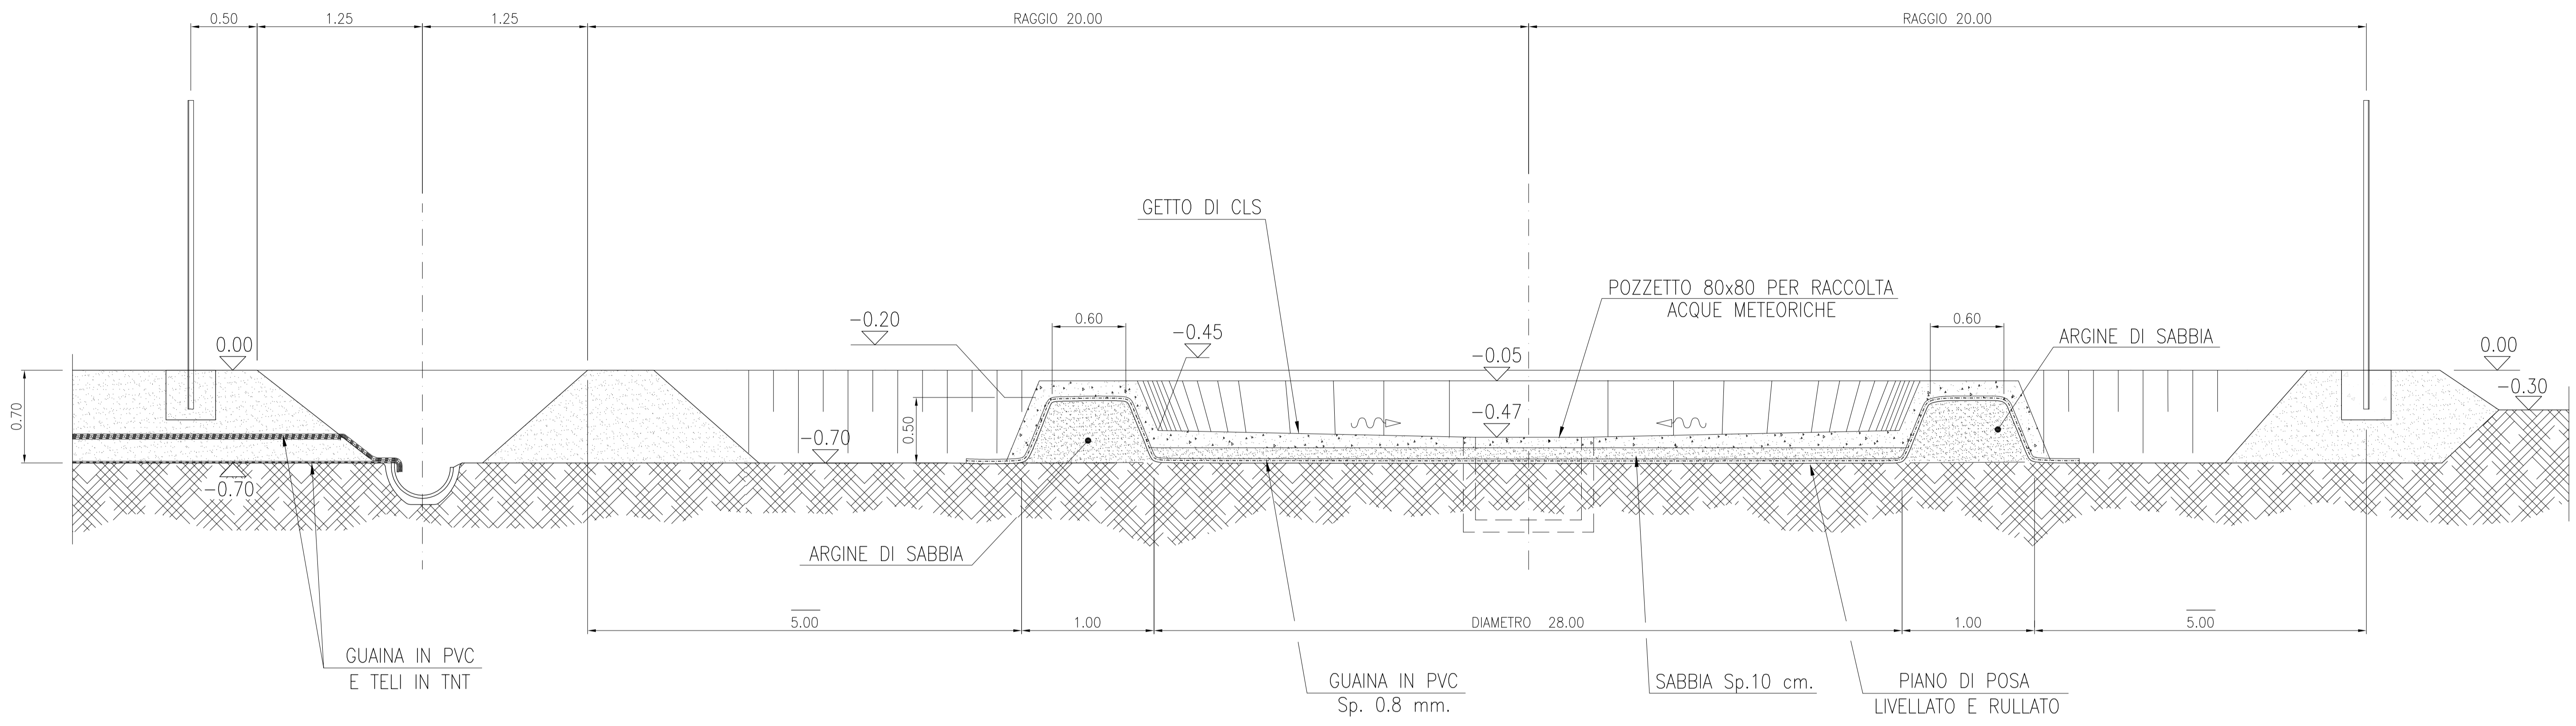 0.50
1.25
1.25
RAGGIO 20.00
RAGGIO 20.00
GETTO DI CLS
POZZETTO 80x80 PER RACCOLTA
ACQUE METEORICHE
-0.20
0.60
-0.45
0.60
ARGINE DI SABBIA
0.00
-0.05
0.00
-0.30
0.70
0.50
-0.47
-0.70
-0.70
ARGINE DI SABBIA
5.00
1.00
DIAMETRO 28.00
1.00
5.00
GUAINA IN PVC
E TELI IN TNT
GUAINA IN PVC
Sp. 0.8 mm.
SABBIA Sp.10 cm.
PIANO DI POSA
LIVELLATO E RULLATO